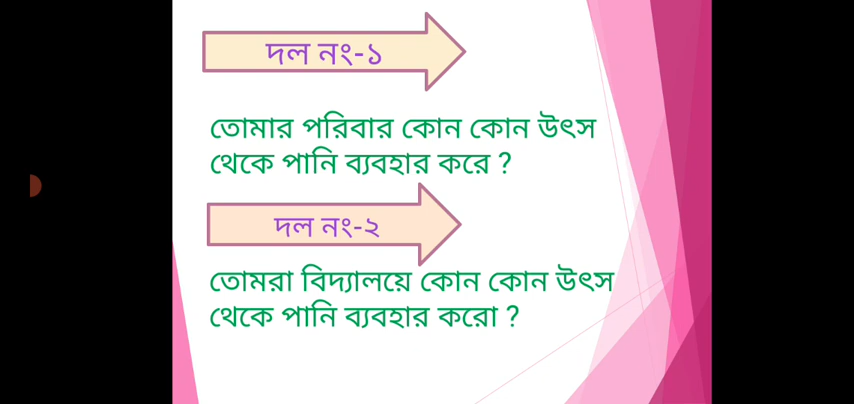 দল নং-১
তোমার পরিবার কোন কোন উৎস
থেকে পানি ব্যবহার করে ?
দল নং-২
তোমরা বিদ্যালয়ে কোন কোন উৎস
থেকে পানি ব্যবহার করো ?